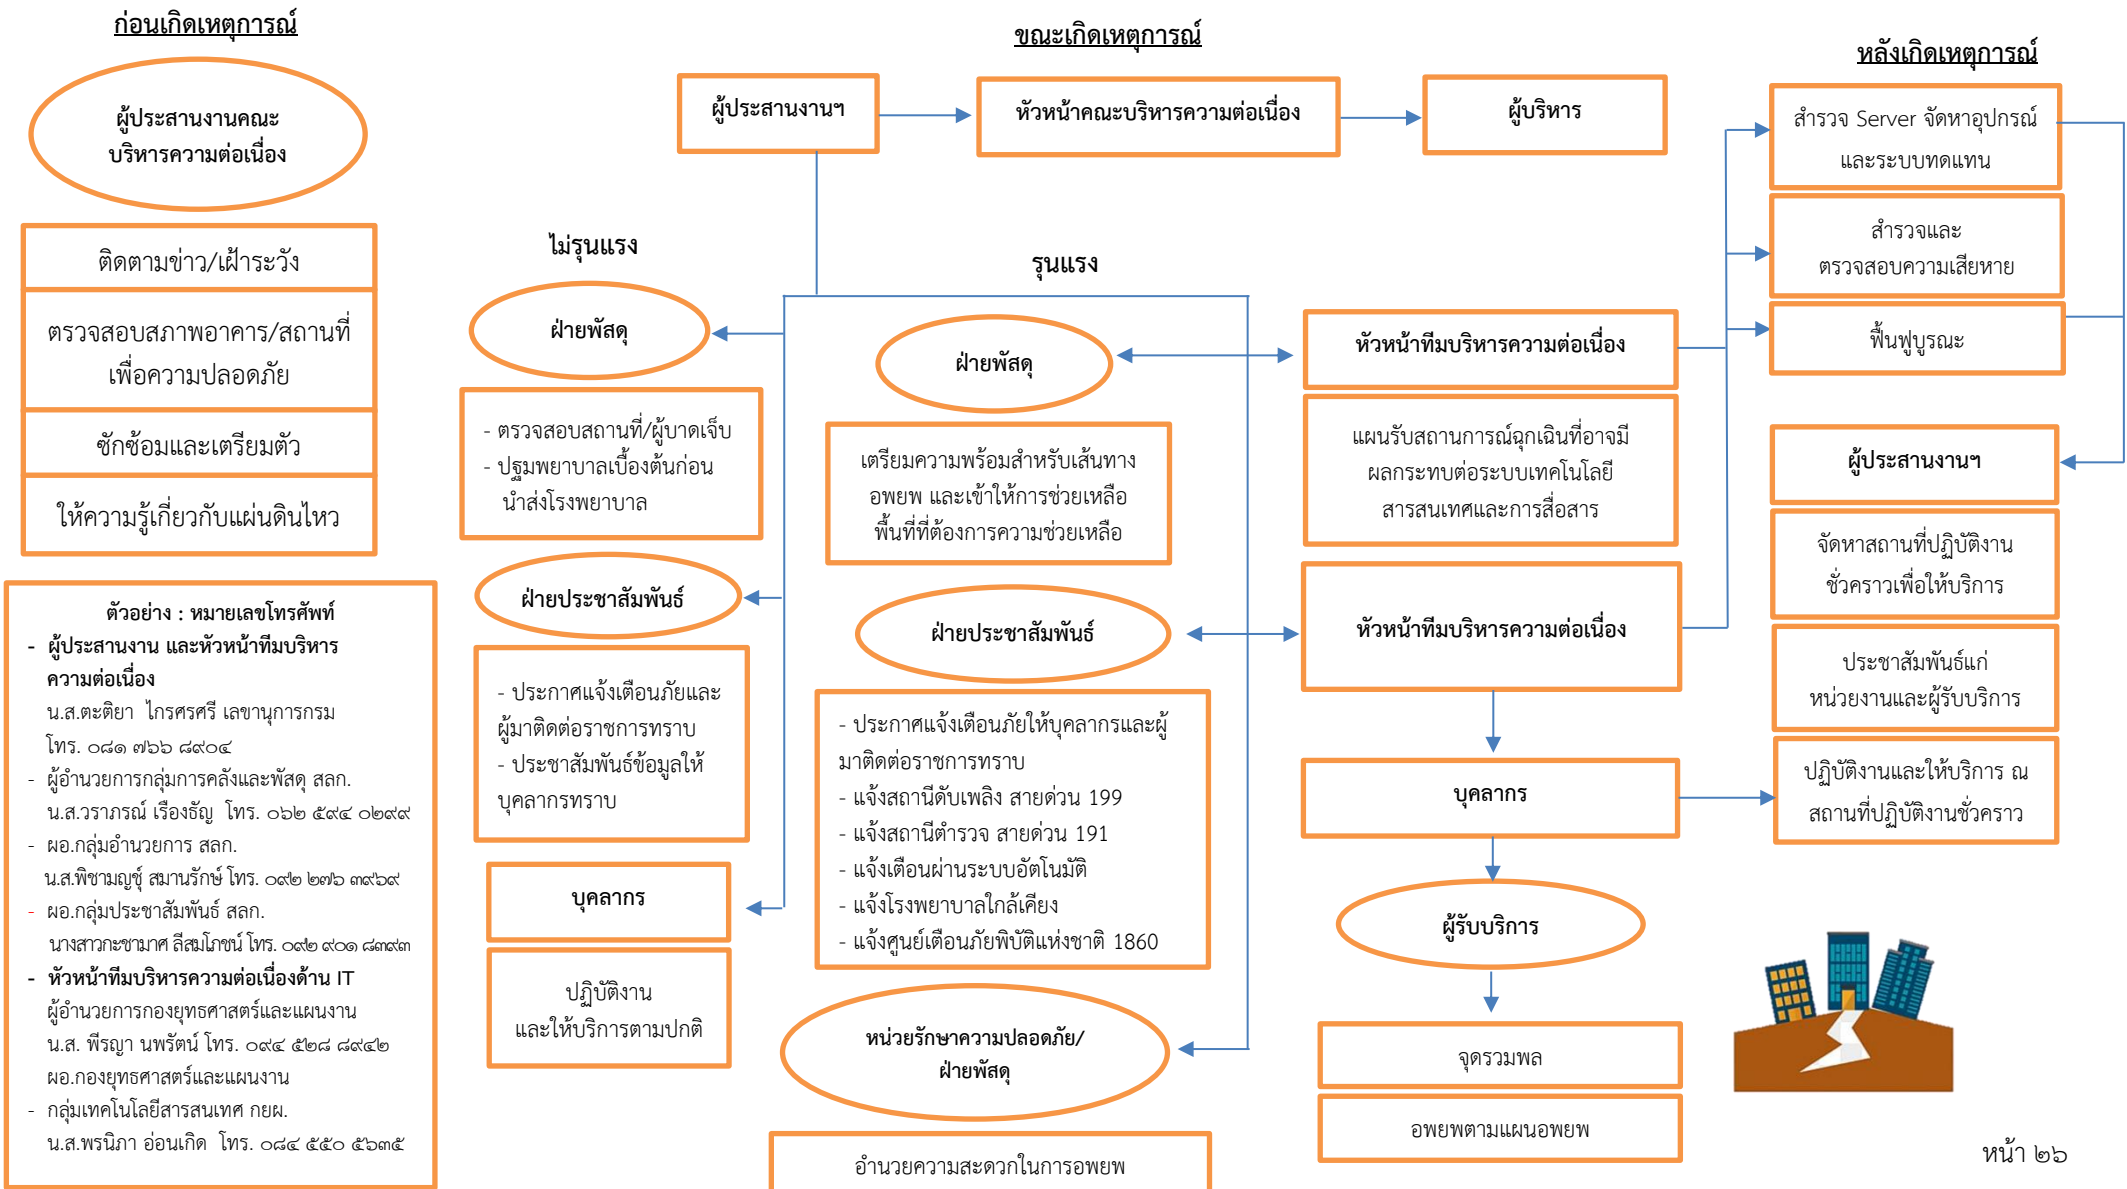 ก่อนเกิดเหตุการณ์
ผู้ประสานงานคณะ
บริหารความต่อเนื่อง
ติดตามข่าว/เฝ้าระวัง
ตรวจสอบสภาพอาคาร/สถานที่
เพื่อความปลอดภัย
ซักซ้อมและเตรียมตัว
ให้ความรู้เกี่ยวกับแผ่นดินไหว
ตัวอย่าง : หมายเลขโทรศัพท์
- ผู้ประสานงาน และหัวหน้าทีมบริหาร
ความต่อเนื่อง
น.ส.ตะติยา ไกรศรศรี เลขานุการกรม
โทร. ๐๘๑ ๗๖๖ ๘๙๐๔
- ผู้อำนวยการกลุ่มการคลังและพัสดุ สลก.
น.ส.วราภรณ์ เรืองธัญ โทร. ๐๖๒ ๕๙๔ ๐๒๙๙
- ผอ.กลุ่มอำนวยการ สลก.
น.ส.พิชามญชุ์ สมานรักษ์ โทร. ๐๙๒ ๒๗๖ ๓๙๖๙
- ผอ.กลุ่มประชาสัมพันธ์ สลก.
นางสาวกะชามาศ ลีสมโภชน์ โทร. ๐๙๒ ๙๐๑ ๘๓๙๓
- หัวหน้าทีมบริหารความต่อเนื่องด้าน IT
ผู้อำนวยการกองยุทธศาสตร์และแผนงาน
น.ส. พีรญา นพรัตน์ โทร. ๐๙๔ ๕๒๘ ๘๙๔๒
ผอ.กองยุทธศาสตร์และแผนงาน
- กลุ่มเทคโนโลยีสารสนเทศ กยผ.
น.ส.พรนิภา อ่อนเกิด โทร. ๐๘๔ ๕๕๐ ๕๖๓๕
ขณะเกิดเหตุการณ์
ผู้ประสานงานฯ
หัวหน้าคณะบริหารความต่อเนื่อง
ผู้บริหาร
ไม่รุนแรง
ฝ่ายพัสดุ
- ตรวจสอบสถานที่/ผู้บาดเจ็บ
- ปฐมพยาบาลเบื้องต้นก่อน
นำส่งโรงพยาบาล
ฝ่ายประชาสัมพันธ์
- ประกาศแจ้งเตือนภัยและ
ผู้มาติดต่อราชการทราบ
- ประชาสัมพันธ์ข้อมูลให้
บุคลากรทราบ
บุคลากร
ปฏิบัติงาน
และให้บริการตามปกติ
รุนแรง
ฝ่ายพัสดุ
เตรียมความพร้อมสำหรับเส้นทาง
อพยพ และเข้าให้การช่วยเหลือ
พื้นที่ที่ต้องการความช่วยเหลือ
ฝ่ายประชาสัมพันธ์
- ประกาศแจ้งเตือนภัยให้บุคลากรและผู้
มาติดต่อราชการทราบ
- แจ้งสถานีดับเพลิง สายด่วน 199
- แจ้งสถานีตำรวจ สายด่วน 191
- แจ้งเตือนผ่านระบบอัตโนมัติ
- แจ้งโรงพยาบาลใกล้เคียง
- แจ้งศูนย์เตือนภัยพิบัติแห่งชาติ 1860
หน่วยรักษาความปลอดภัย/
ฝ่ายพัสดุ
อำนวยความสะดวกในการอพยพ
หัวหน้าทีมบริหารความต่อเนื่อง
แผนรับสถานการณ์ฉุกเฉินที่อาจมี
ผลกระทบต่อระบบเทคโนโลยี
สารสนเทศและการสื่อสาร
หัวหน้าทีมบริหารความต่อเนื่อง
บุคลากร
ผู้รับบริการ
จุดรวมพล
อพยพตามแผนอพยพ
หลังเกิดเหตุการณ์
สำรวจ Server จัดหาอุปกรณ์
และระบบทดแทน
สำรวจและ
ตรวจสอบความเสียหาย
ฟื้นฟูบูรณะ
ผู้ประสานงานฯ
จัดหาสถานที่ปฏิบัติงาน
ชั่วคราวเพื่อให้บริการ
ประชาสัมพันธ์แก่
หน่วยงานและผู้รับบริการ
ปฏิบัติงานและให้บริการ ณ
สถานที่ปฏิบัติงานชั่วคราว
หน้า ๒๖